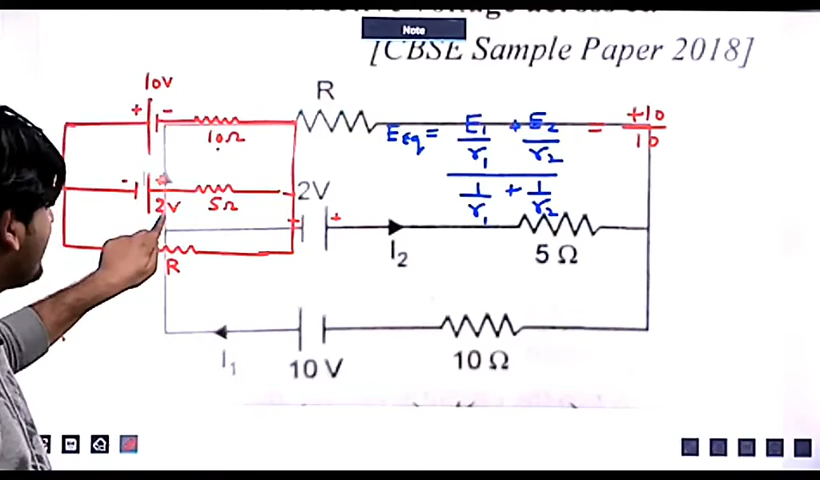 Note
[CBSE Sample Paper 2018]
10V
+ -
10Ω
- +
2V
5Ω
R
R
E_Eq = E₁/r₁ + E₂/r₂ = +10/10
1/r₁ + 1/r₂
2V
- +
I₂
5 Ω
I₁
10 V
10 Ω